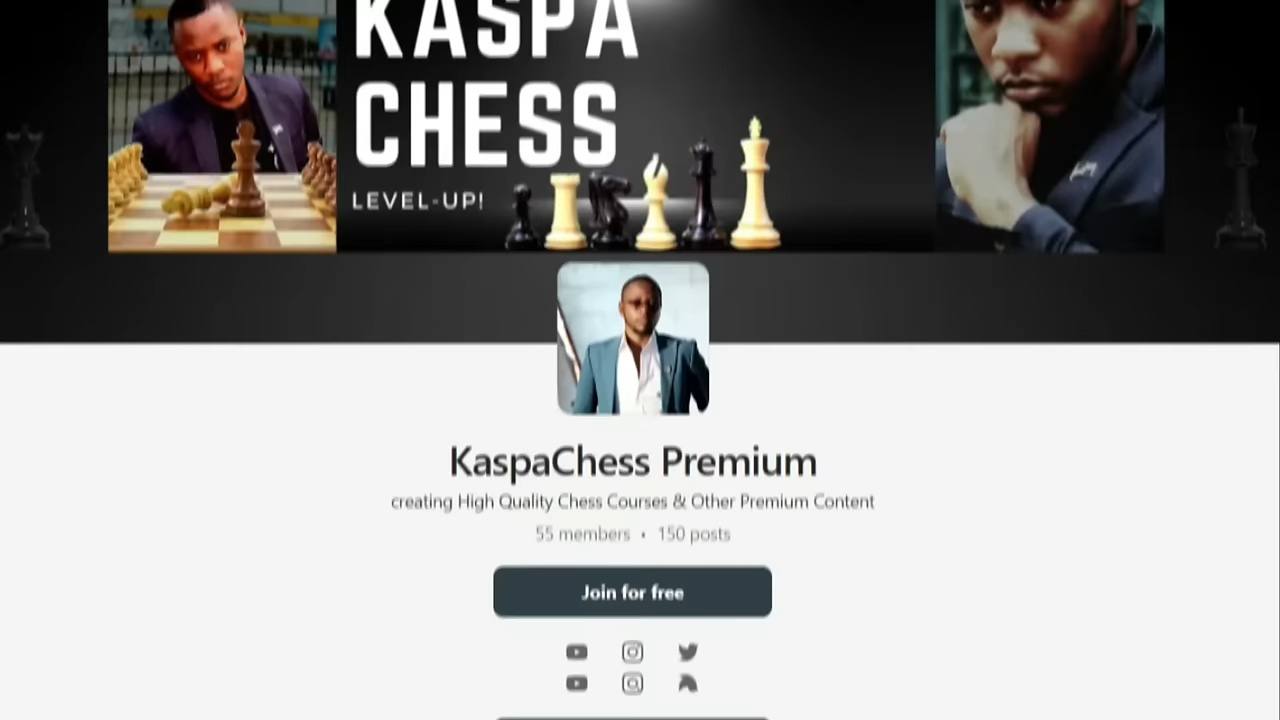 KASPA
CHESS
LEVEL-UP!
KaspaChess Premium
creating High Quality Chess Courses & Other Premium Content
55 members • 150 posts
Join for free